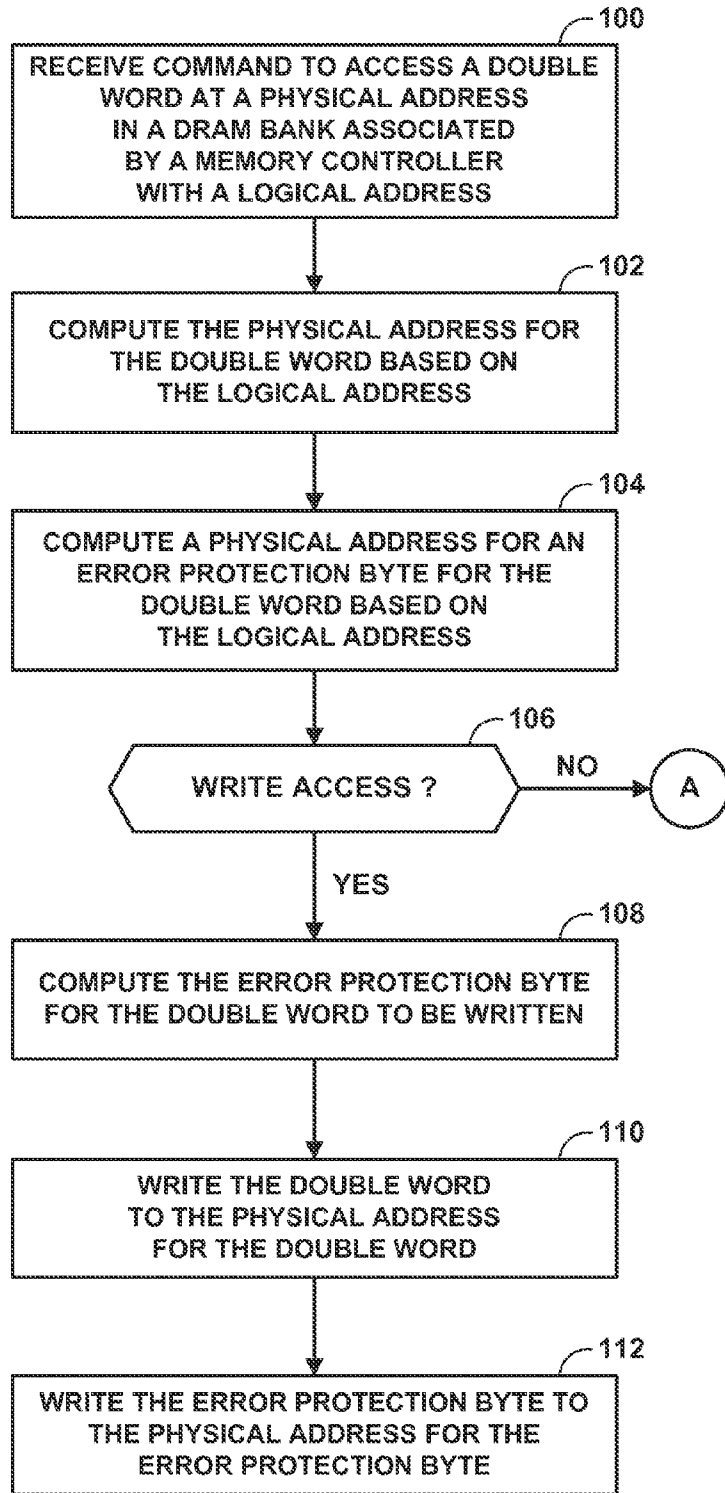 100
RECEIVE COMMAND TO ACCESS A DOUBLE
WORD AT A PHYSICAL ADDRESS
IN A DRAM BANK ASSOCIATED
BY A MEMORY CONTROLLER
WITH A LOGICAL ADDRESS
102
COMPUTE THE PHYSICAL ADDRESS FOR
THE DOUBLE WORD BASED ON
THE LOGICAL ADDRESS
104
COMPUTE A PHYSICAL ADDRESS FOR AN
ERROR PROTECTION BYTE FOR THE
DOUBLE WORD BASED ON
THE LOGICAL ADDRESS
106
WRITE ACCESS ?
NO
A
YES
108
COMPUTE THE ERROR PROTECTION BYTE
FOR THE DOUBLE WORD TO BE WRITTEN
110
WRITE THE DOUBLE WORD
TO THE PHYSICAL ADDRESS
FOR THE DOUBLE WORD
112
WRITE THE ERROR PROTECTION BYTE TO
THE PHYSICAL ADDRESS FOR THE
ERROR PROTECTION BYTE